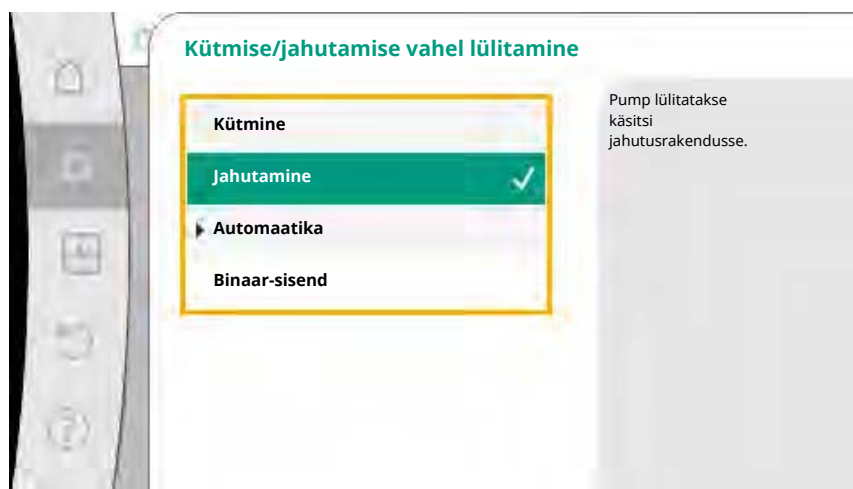 Kütmise/jahutamise vahel lülitamine
Kütmine
Jahutamine
Automaatika
Binaar-sisend
Pump lülitatakse
käsitsi
jahutusrakendusse.